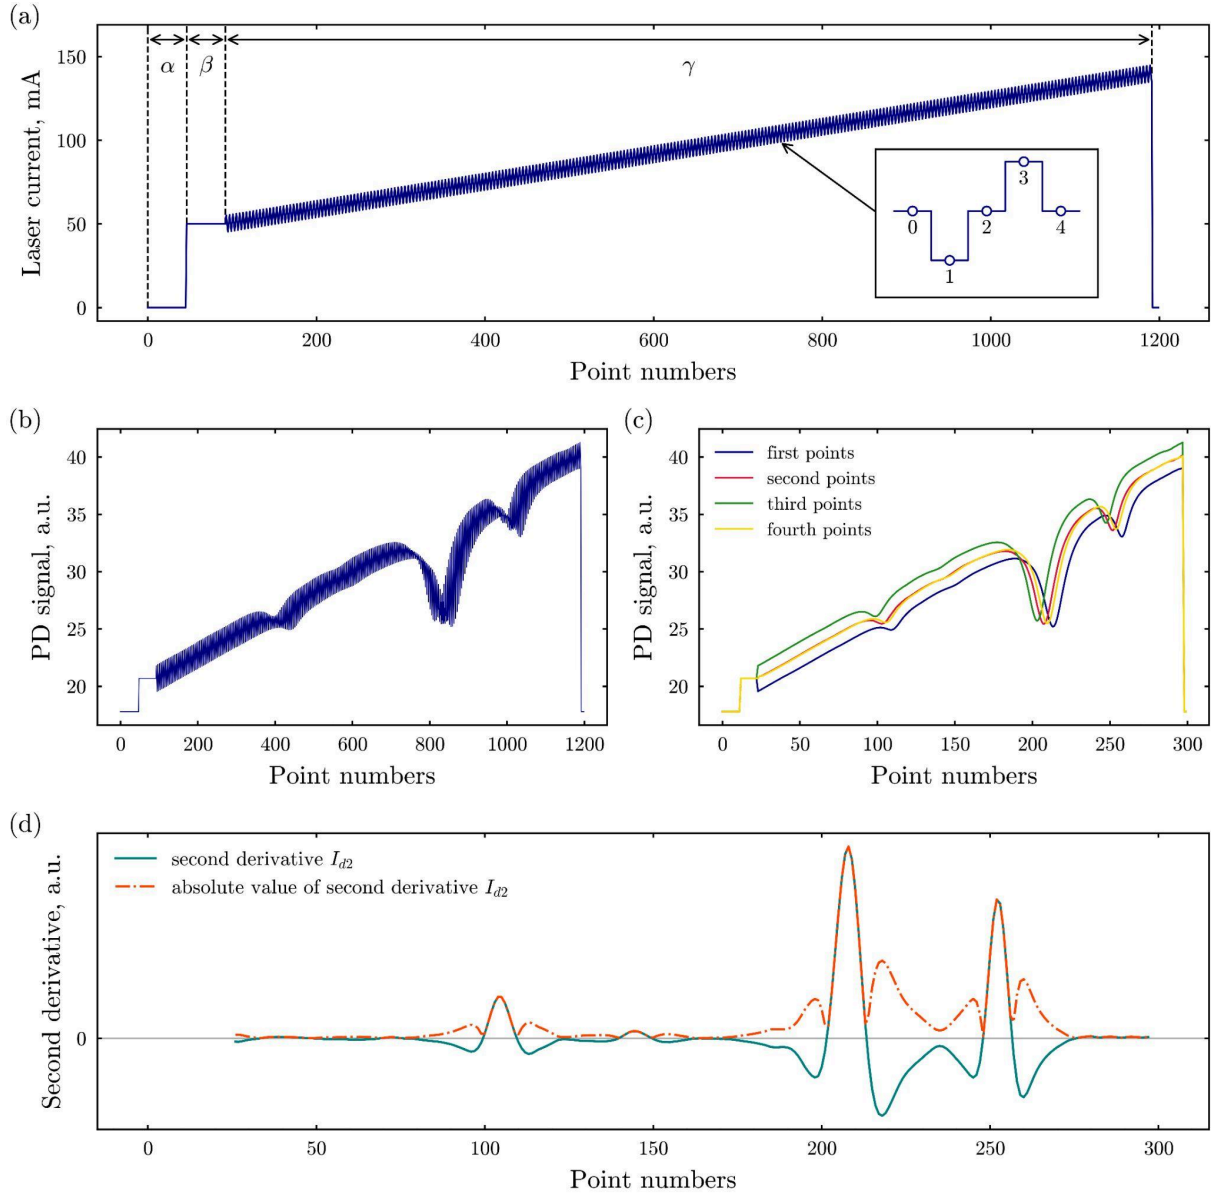 (a)
Laser current, mA
150
100
50
0
α
β
γ
0
1
2
3
4
0
200
400
600
800
1000
1200
Point numbers
(b)
PD signal, a.u.
40
35
30
25
20
0
200
400
600
800
1000
1200
Point numbers
(c)
PD signal, a.u.
40
35
30
25
20
first points
second points
third points
fourth points
0
50
100
150
200
250
300
Point numbers
(d)
Second derivative, a.u.
0
second derivative I_{d2}
absolute value of second derivative I_{d2}
0
50
100
150
200
250
300
Point numbers